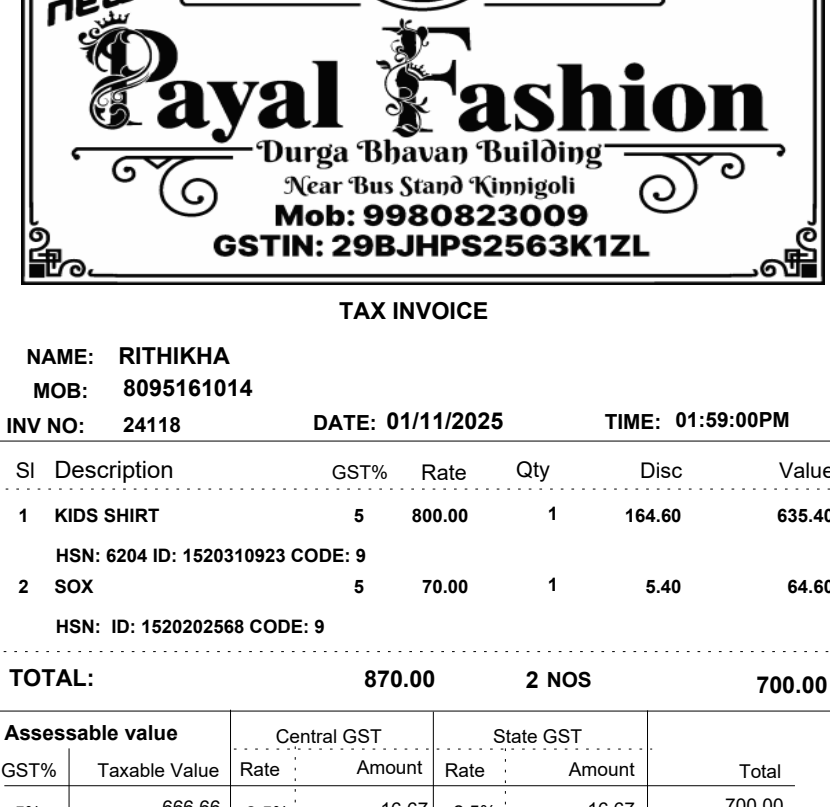 new
Payal Fashion
Durga Bhavan Building
Near Bus Stand Kinnigoli
Mob: 9980823009
GSTIN: 29BJHPS2563K1ZL
TAX INVOICE
NAME: RITHIKHA
MOB: 8095161014
INV NO: 24118 DATE: 01/11/2025 TIME: 01:59:00PM
Sl Description GST% Rate Qty Disc Value
1 KIDS SHIRT 5 800.00 1 164.60 635.40
HSN: 6204 ID: 1520310923 CODE: 9
2 SOX 5 70.00 1 5.40 64.60
HSN: ID: 1520202568 CODE: 9
TOTAL: 870.00 2 NOS 700.00
Assessable value Central GST State GST
GST% Taxable Value Rate Amount Rate Amount Total
666.66 16.67 16.67 700.00